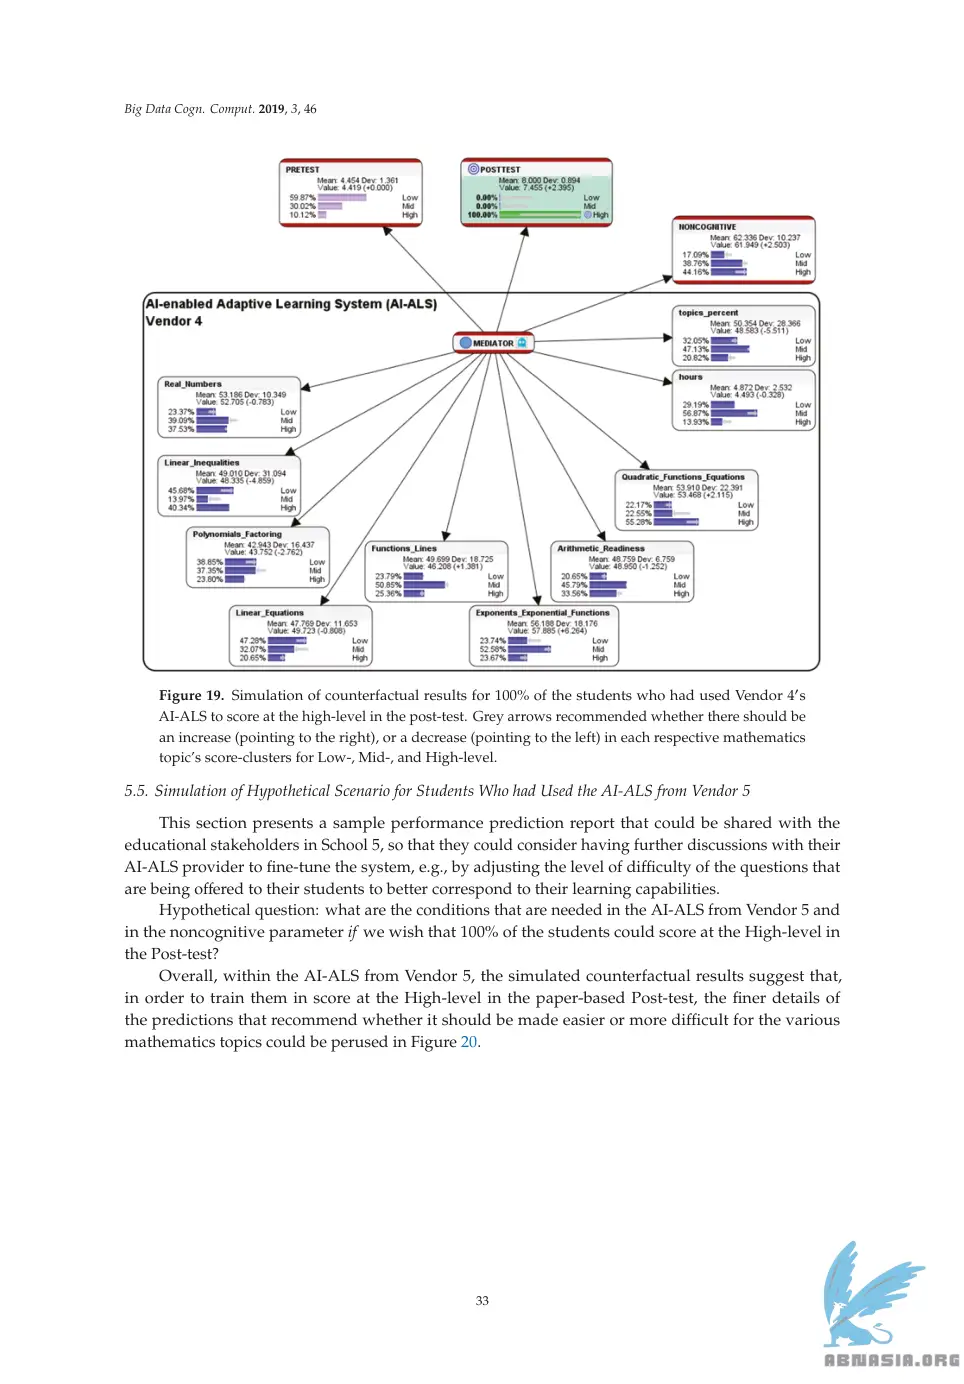 Big Data Cogn. Comput. 2019, 3, 46
PRETEST
Mean: 4.454 Dev: 1.361
Value: 4.419 (+0.000)
59.87% Low
30.02% Mid
10.12% High
POSTTEST
Mean: 8.000 Dev: 0.894
Value: 7.455 (+2.395)
0.00% Low
0.00% Mid
100.00% High
NONCOGNITIVE
Mean: 62.336 Dev: 10.237
Value: 61.949 (+2.503)
17.09% Low
38.76% Mid
44.16% High
AI-enabled Adaptive Learning System (AI-ALS)
Vendor 4
MEDIATOR
topics_percent
Mean: 50.354 Dev: 28.366
Value: 48.583 (-5.511)
32.05% Low
47.13% Mid
20.82% High
hours
Mean: 4.872 Dev: 2.532
Value: 4.493 (-0.328)
29.19% Low
56.87% Mid
13.93% High
Real_Numbers
Mean: 53.186 Dev: 10.349
Value: 52.705 (-0.783)
23.37% Low
39.09% Mid
37.53% High
Linear_Inequalities
Mean: 49.010 Dev: 31.094
Value: 48.335 (-4.859)
45.68% Low
13.97% Mid
40.34% High
Quadratic_Functions_Equations
Mean: 53.910 Dev: 22.391
Value: 53.468 (+2.115)
22.17% Low
22.55% Mid
55.28% High
Polynomials_Factoring
Mean: 42.943 Dev: 16.437
Value: 43.752 (-2.762)
38.85% Low
37.35% Mid
23.80% High
Functions_Lines
Mean: 49.699 Dev: 18.725
Value: 46.208 (+1.381)
23.79% Low
50.85% Mid
25.36% High
Arithmetic_Readiness
Mean: 48.759 Dev: 6.759
Value: 48.950 (-1.252)
20.65% Low
45.79% Mid
33.56% High
Linear_Equations
Mean: 47.769 Dev: 11.653
Value: 49.723 (-0.808)
47.28% Low
32.07% Mid
20.65% High
Exponents_Exponential_Functions
Mean: 56.188 Dev: 18.176
Value: 57.885 (+6.264)
23.74% Low
52.58% Mid
23.67% High
Figure 19. Simulation of counterfactual results for 100% of the students who had used Vendor 4's
AI-ALS to score at the high-level in the post-test. Grey arrows recommended whether there should be
an increase (pointing to the right), or a decrease (pointing to the left) in each respective mathematics
topic's score-clusters for Low-, Mid-, and High-level.
5.5. Simulation of Hypothetical Scenario for Students Who had Used the AI-ALS from Vendor 5
This section presents a sample performance prediction report that could be shared with the
educational stakeholders in School 5, so that they could consider having further discussions with their
AI-ALS provider to fine-tune the system, e.g., by adjusting the level of difficulty of the questions that
are being offered to their students to better correspond to their learning capabilities.
Hypothetical question: what are the conditions that are needed in the AI-ALS from Vendor 5 and
in the noncognitive parameter if we wish that 100% of the students could score at the High-level in
the Post-test?
Overall, within the AI-ALS from Vendor 5, the simulated counterfactual results suggest that,
in order to train them in score at the High-level in the paper-based Post-test, the finer details of
the predictions that recommend whether it should be made easier or more difficult for the various
mathematics topics could be perused in Figure 20.
33
ABNASIA.ORG